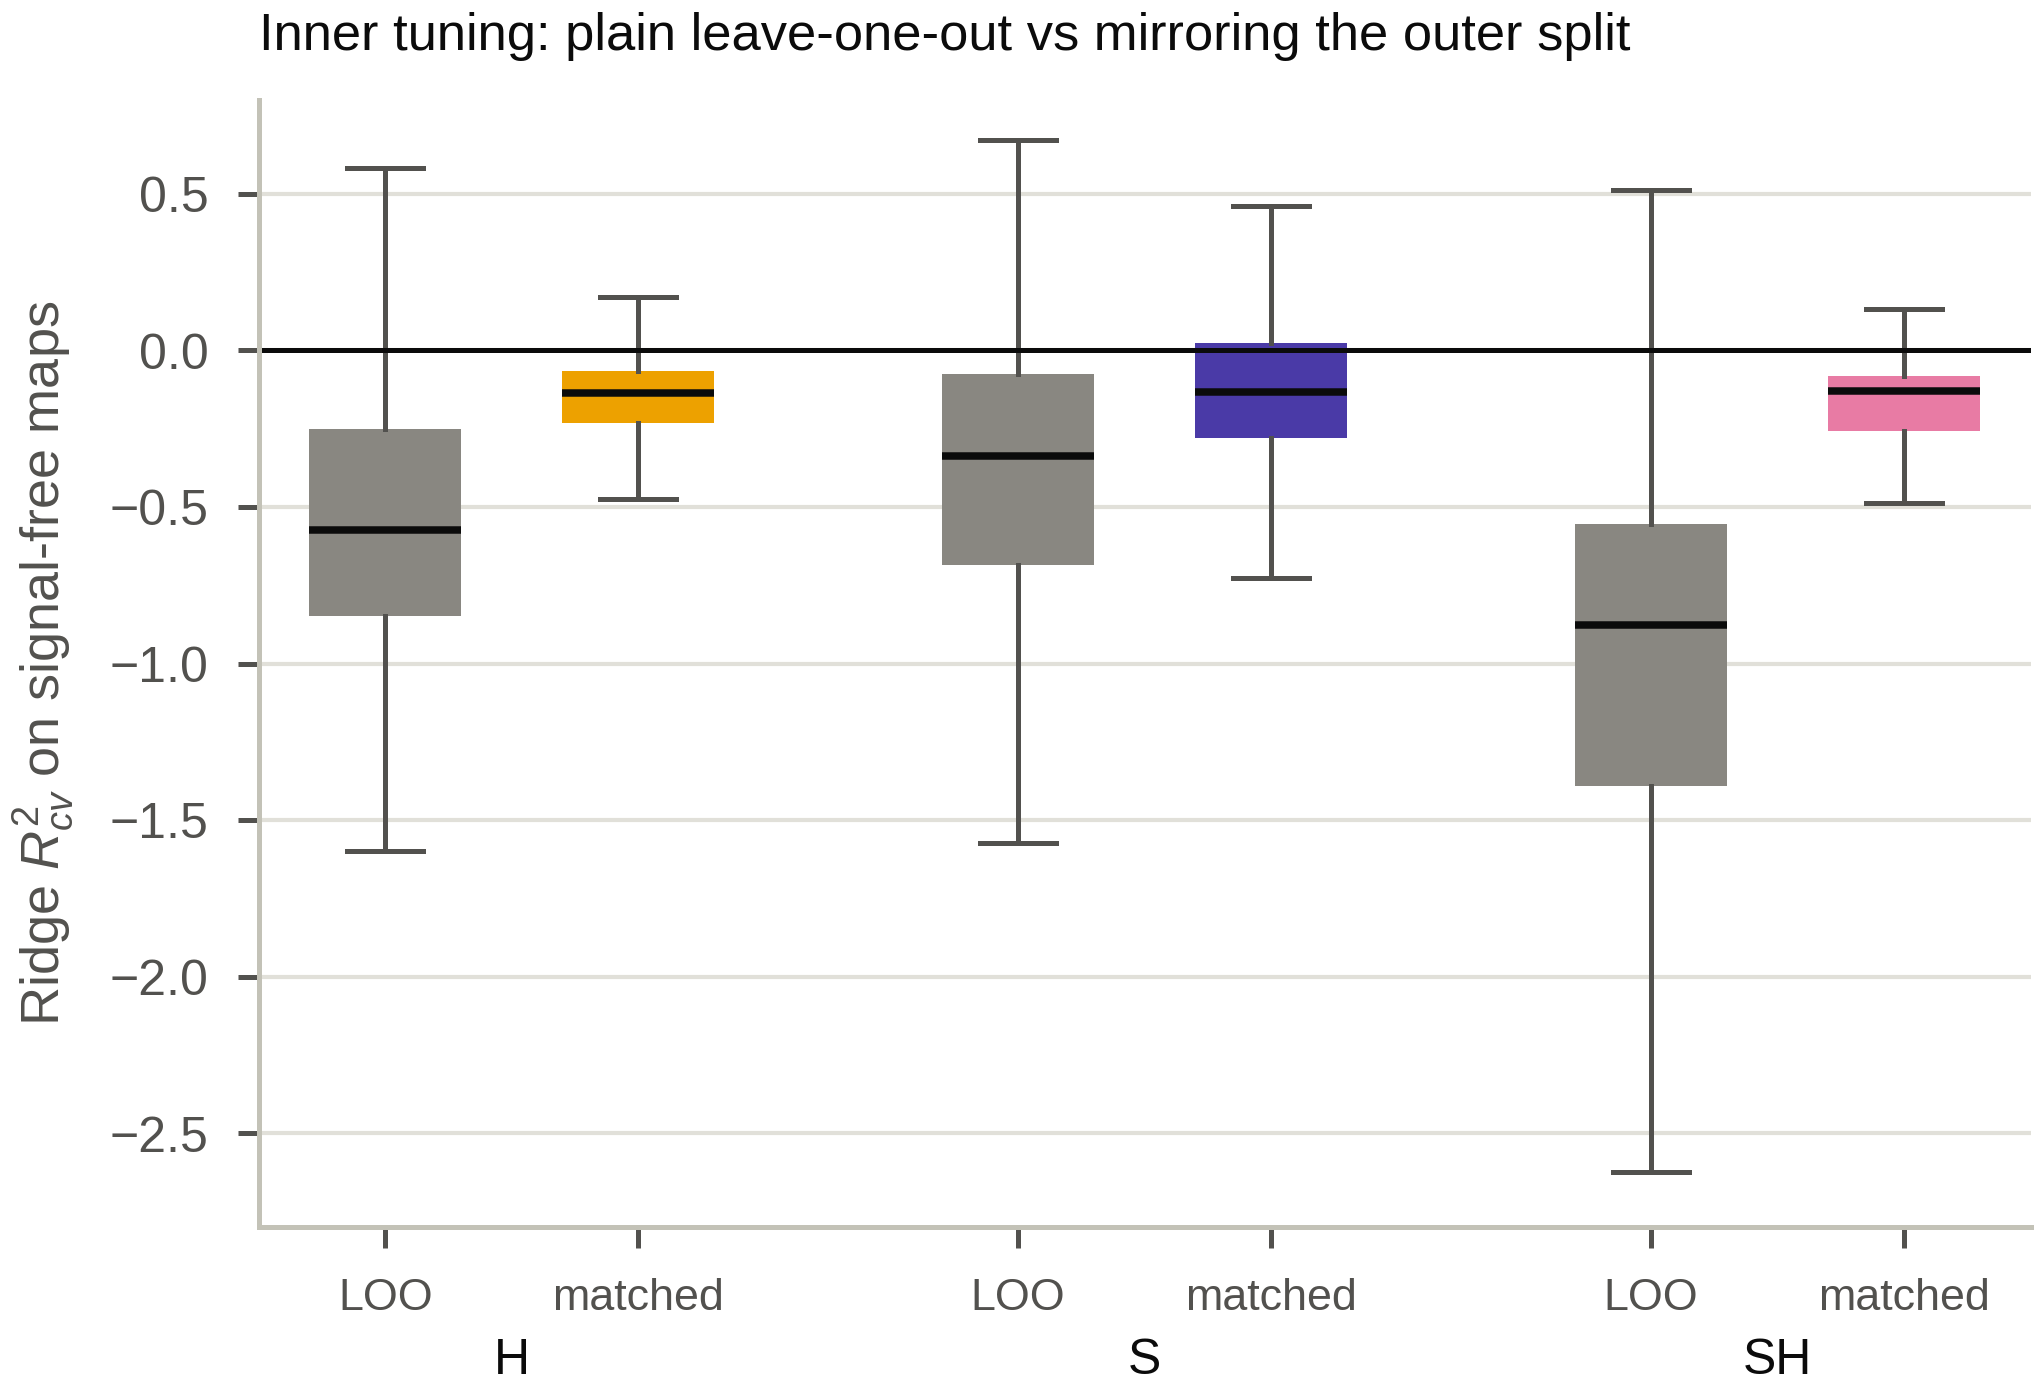 Inner tuning: plain leave-one-out vs mirroring the outer split
Ridge R²cv on signal-free maps
0.5
0.0
−0.5
−1.0
−1.5
−2.0
−2.5
LOO matched LOO matched LOO matched
H S SH